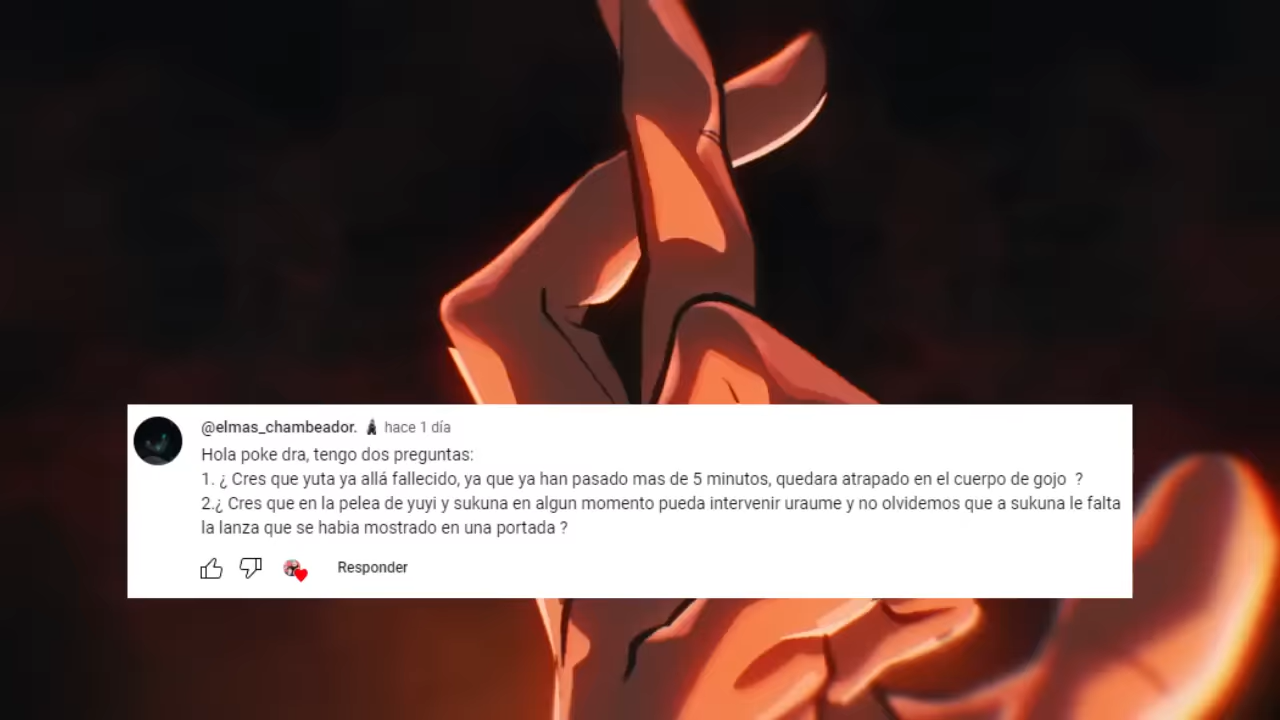 @elmas_chambeador. hace 1 día
Hola poke dra, tengo dos preguntas:
1. ¿ Cres que yuta ya allá fallecido, ya que ya han pasado mas de 5 minutos, quedara atrapado en el cuerpo de gojo ?
2.¿ Cres que en la pelea de yuyi y sukuna en algun momento pueda intervenir uraume y no olvidemos que a sukuna le falta
la lanza que se habia mostrado en una portada ?
Responder